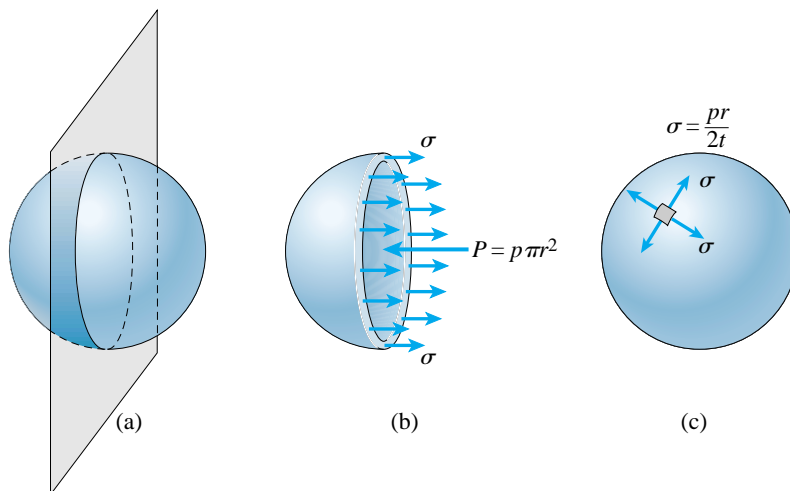 σ
P = pπr²
σ
(a)
(b)
σ = pr/2t
σ
σ
(c)